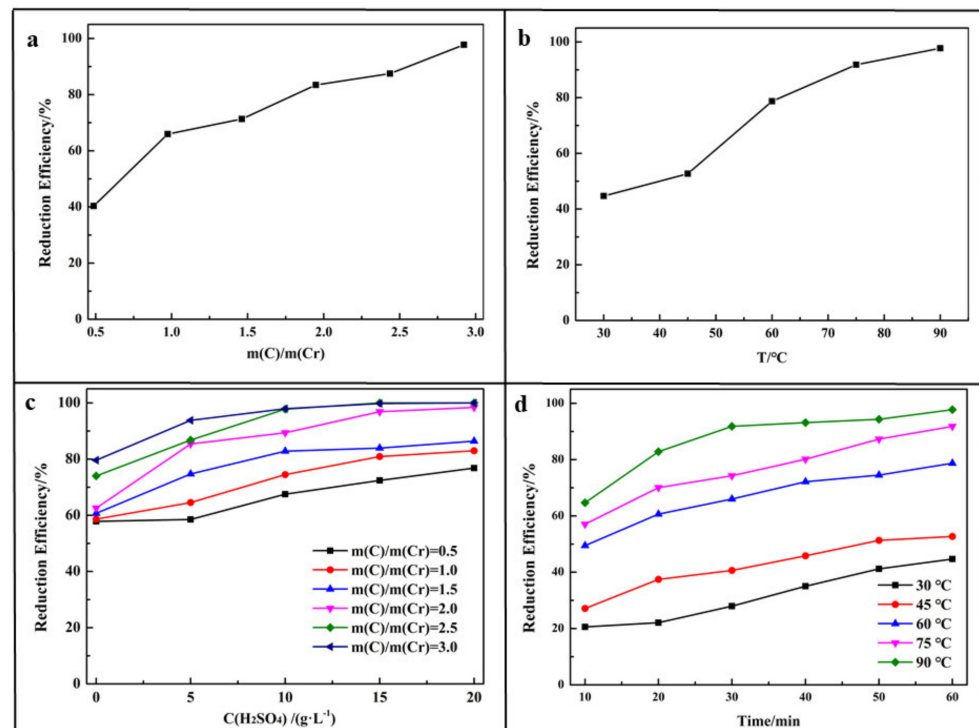 a
100
80
60
40
20
0
Reduction Efficiency/%
0.5 1.0 1.5 2.0 2.5 3.0
m(C)/m(Cr)
b
100
80
60
40
20
0
Reduction Efficiency/%
30 40 50 60 70 80 90
T/°C
c
100
80
60
40
20
0
Reduction Efficiency/%
m(C)/m(Cr)=0.5
m(C)/m(Cr)=1.0
m(C)/m(Cr)=1.5
m(C)/m(Cr)=2.0
m(C)/m(Cr)=2.5
m(C)/m(Cr)=3.0
0 5 10 15 20
C(H₂SO₄) /(g·L⁻¹)
d
100
80
60
40
20
0
Reduction Efficiency/%
30 °C
45 °C
60 °C
75 °C
90 °C
10 20 30 40 50 60
Time/min